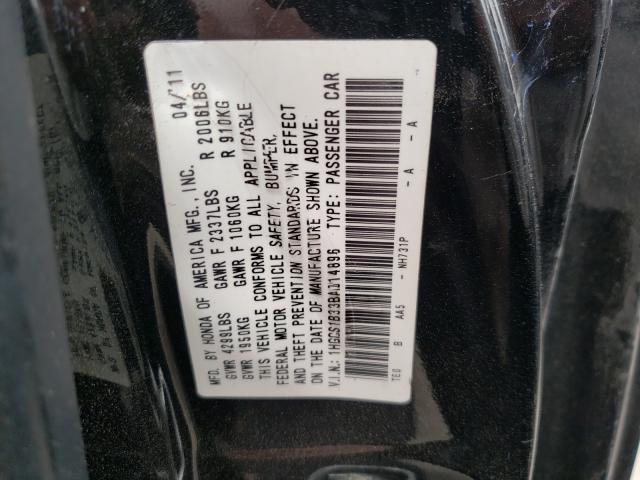 MFD. BY HONDA OF AMERICA MFG., INC. 04/11
GVWR 4299LBS GAWR F 2337LBS R 2006LBS
GVWR 1950KG GAWR F 1060KG R 910KG
THIS VEHICLE CONFORMS TO ALL APPLICABLE
FEDERAL MOTOR VEHICLE SAFETY, BUMPER,
AND THEFT PREVENTION STANDARDS IN EFFECT
ON THE DATE OF MANUFACTURE SHOWN ABOVE.
V.I.N.: 1HGCS1B33BA014896 TYPE: PASSENGER CAR
TE0 B AA5 - NH731P - A - A